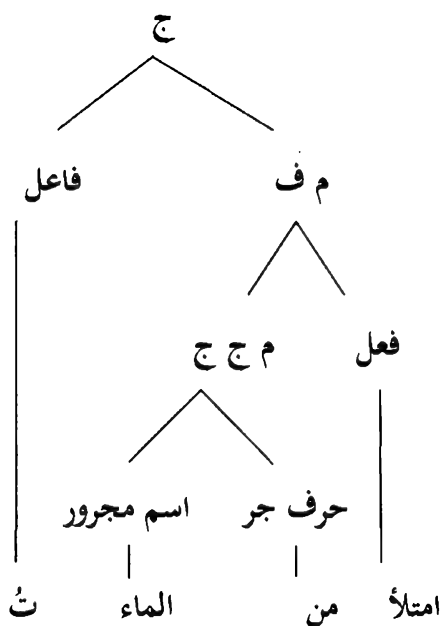 ج
م ف فاعل
فعل م ج ج
حرف جر اسم مجرور
امتلأ من الماء تُ